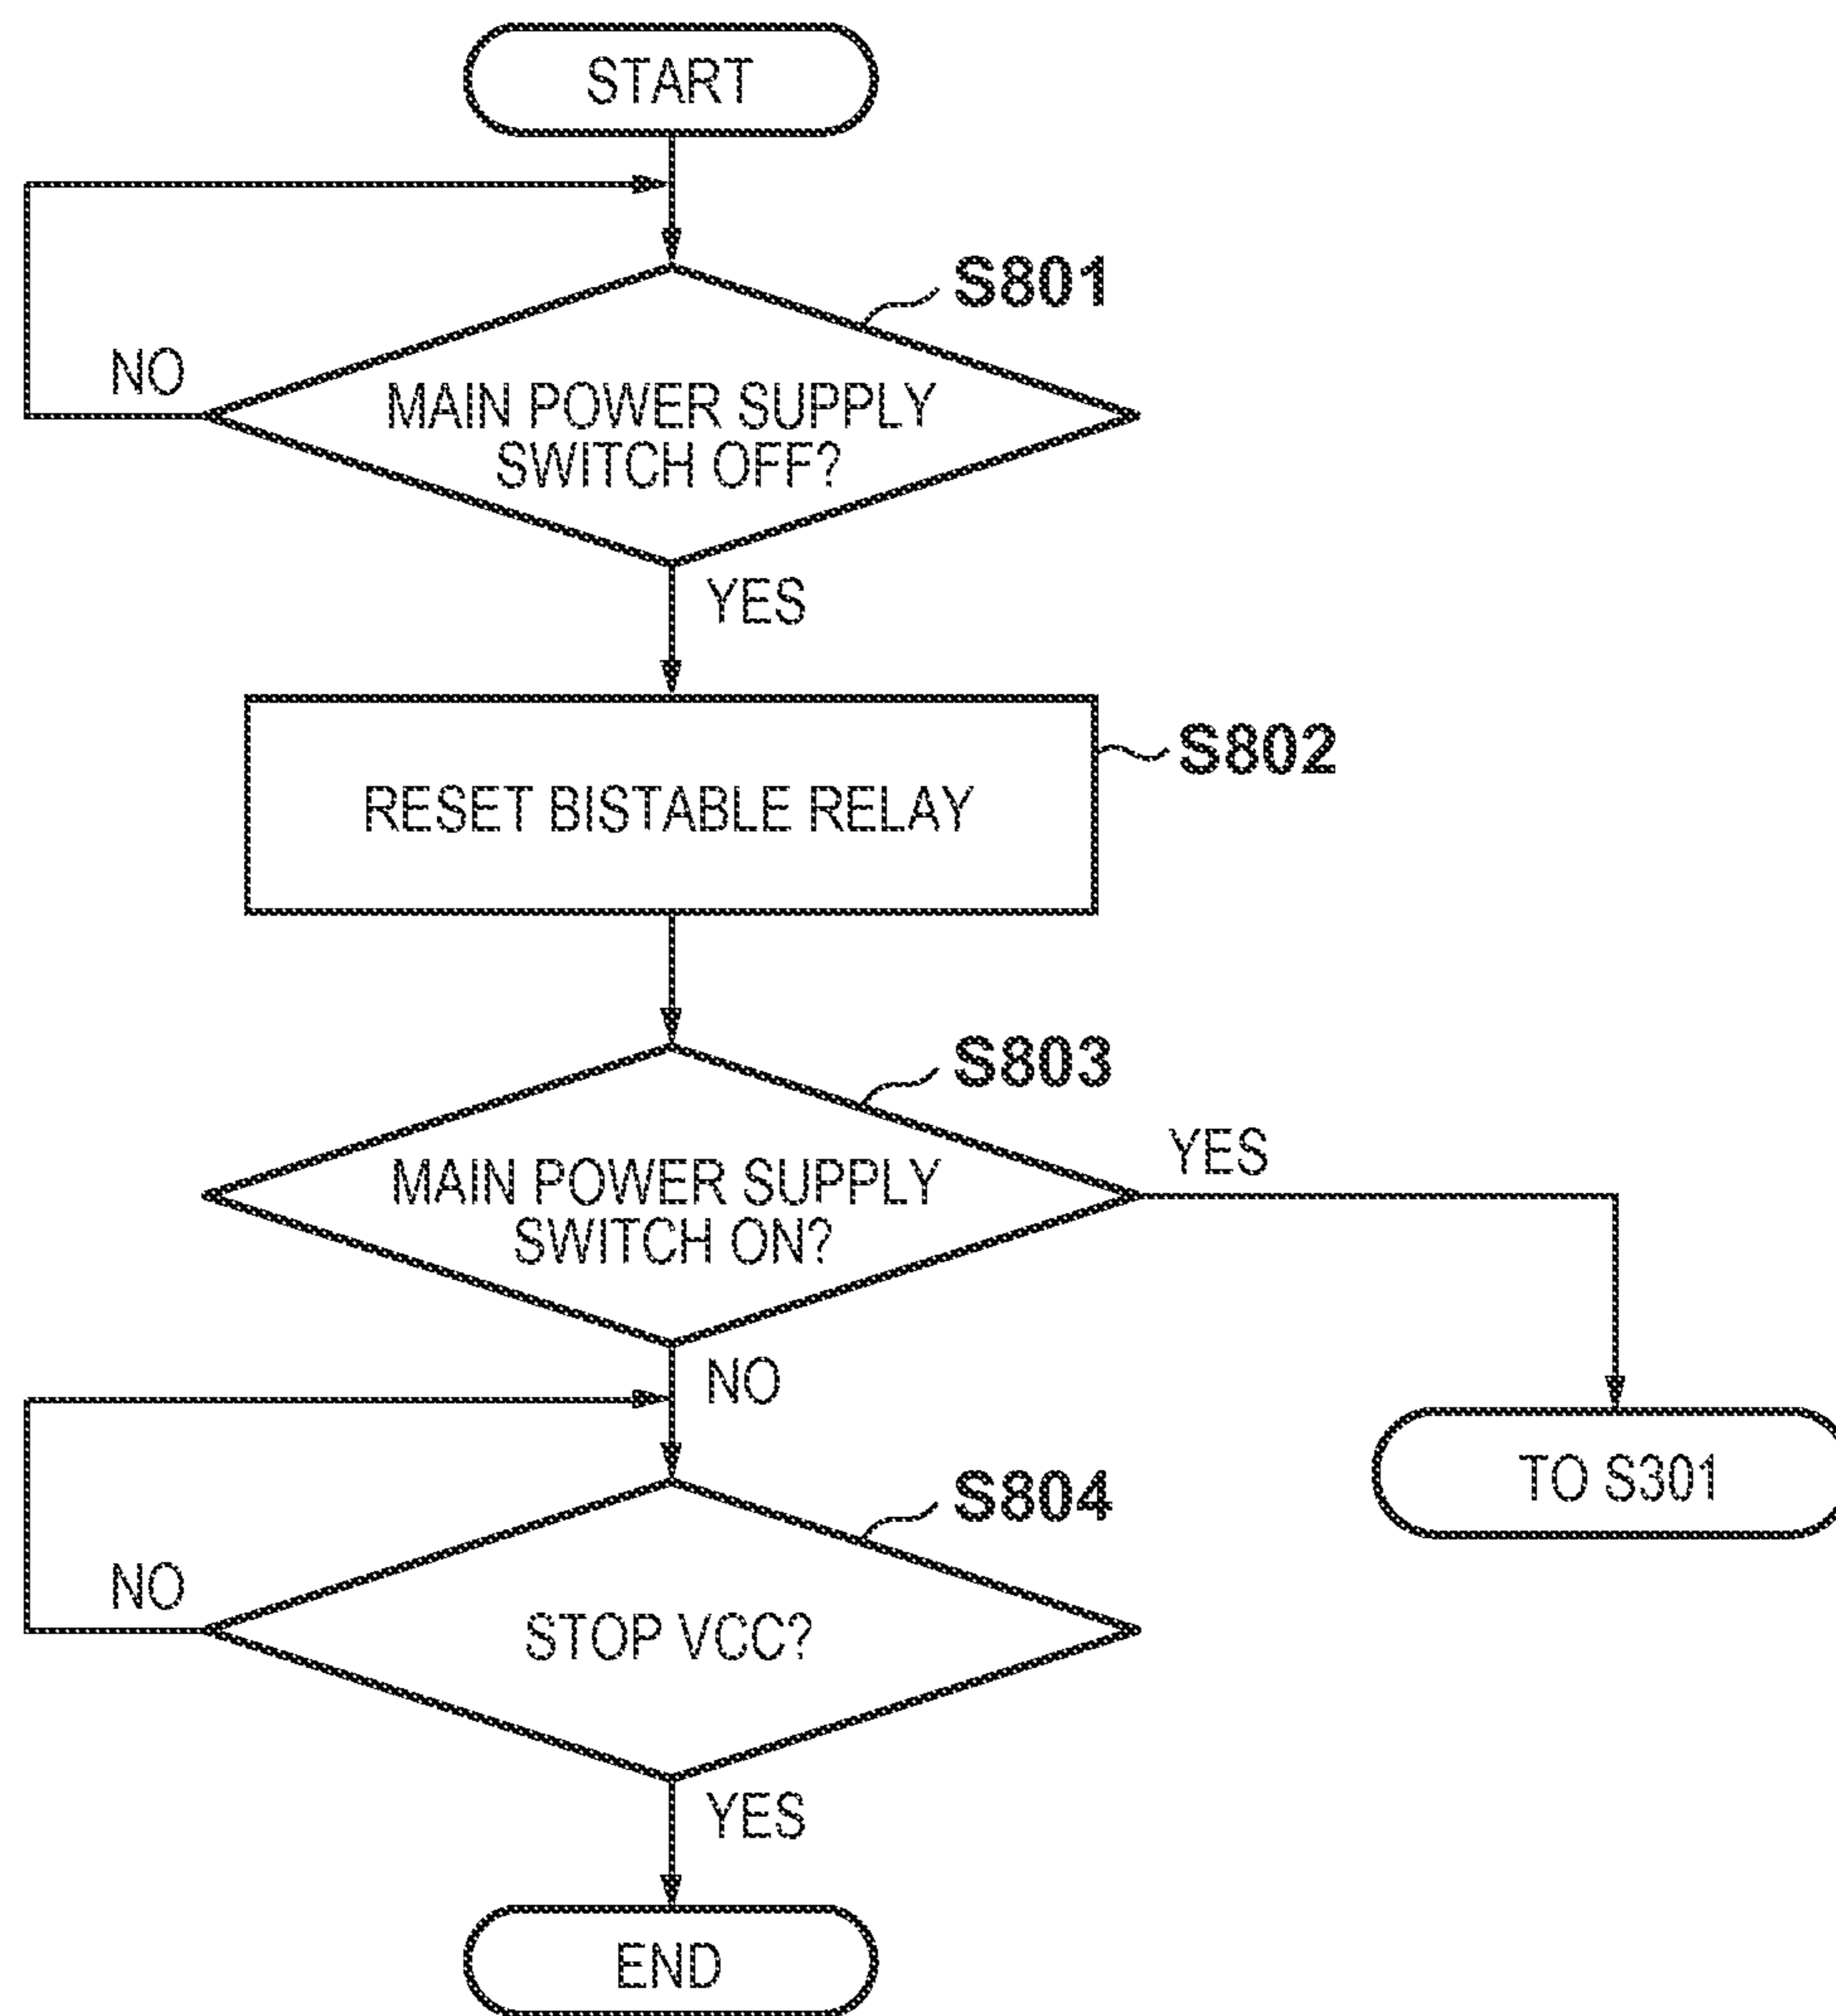 START
S801
NO
MAIN POWER SUPPLY
SWITCH OFF?
YES
S802
RESET BISTABLE RELAY
S803
YES
MAIN POWER SUPPLY
SWITCH ON?
NO
TO S301
S804
NO
STOP VCC?
YES
END